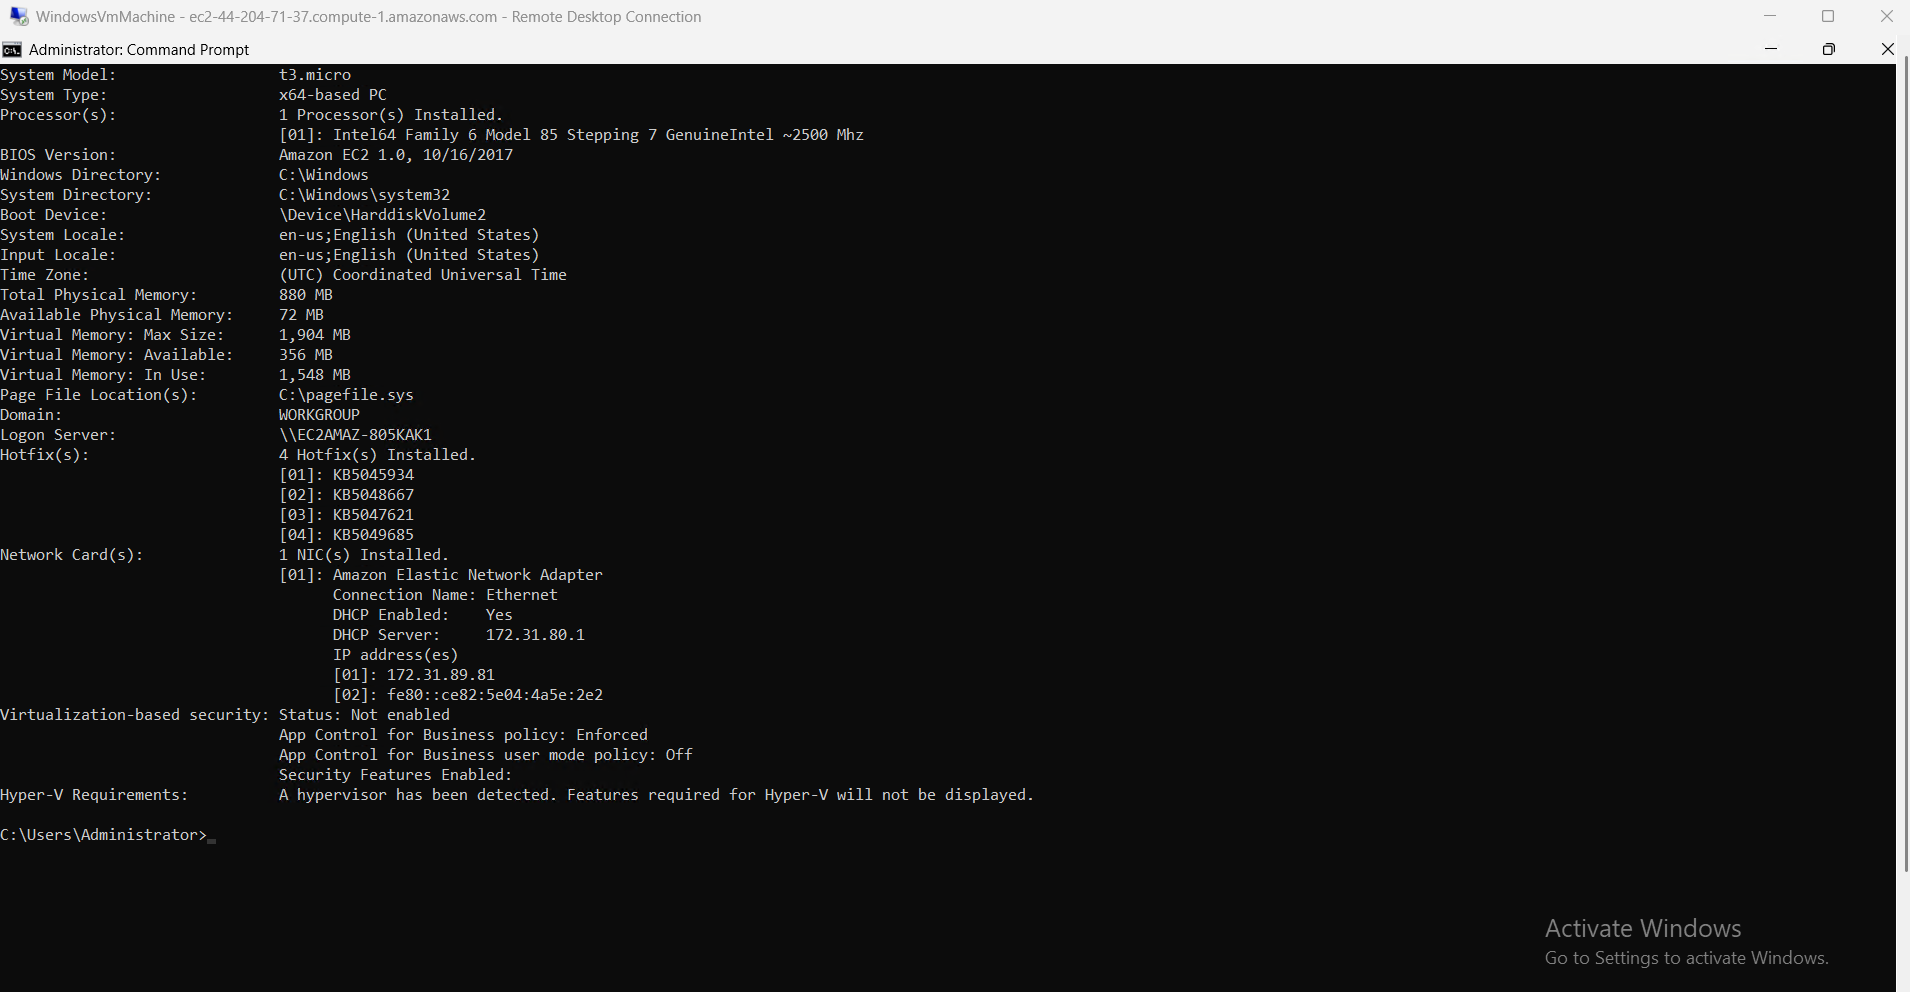 WindowsVmMachine - ec2-44-204-71-37.compute-1.amazonaws.com - Remote Desktop Connection
Administrator: Command Prompt
System Model: t3.micro
System Type: x64-based PC
Processor(s): 1 Processor(s) Installed.
[01]: Intel64 Family 6 Model 85 Stepping 7 GenuineIntel ~2500 Mhz
BIOS Version: Amazon EC2 1.0, 10/16/2017
Windows Directory: C:\Windows
System Directory: C:\Windows\system32
Boot Device: \Device\HarddiskVolume2
System Locale: en-us;English (United States)
Input Locale: en-us;English (United States)
Time Zone: (UTC) Coordinated Universal Time
Total Physical Memory: 880 MB
Available Physical Memory: 72 MB
Virtual Memory: Max Size: 1,904 MB
Virtual Memory: Available: 356 MB
Virtual Memory: In Use: 1,548 MB
Page File Location(s): C:\pagefile.sys
Domain: WORKGROUP
Logon Server: \\EC2AMAZ-805KAK1
Hotfix(s): 4 Hotfix(s) Installed.
[01]: KB5045934
[02]: KB5048667
[03]: KB5047621
[04]: KB5049685
Network Card(s): 1 NIC(s) Installed.
[01]: Amazon Elastic Network Adapter
Connection Name: Ethernet
DHCP Enabled: Yes
DHCP Server: 172.31.80.1
IP address(es)
[01]: 172.31.89.81
[02]: fe80::ce82:5e04:4a5e:2e2
Virtualization-based security: Status: Not enabled
App Control for Business policy: Enforced
App Control for Business user mode policy: Off
Security Features Enabled:
Hyper-V Requirements: A hypervisor has been detected. Features required for Hyper-V will not be displayed.
C:\Users\Administrator>
Activate Windows
Go to Settings to activate Windows.